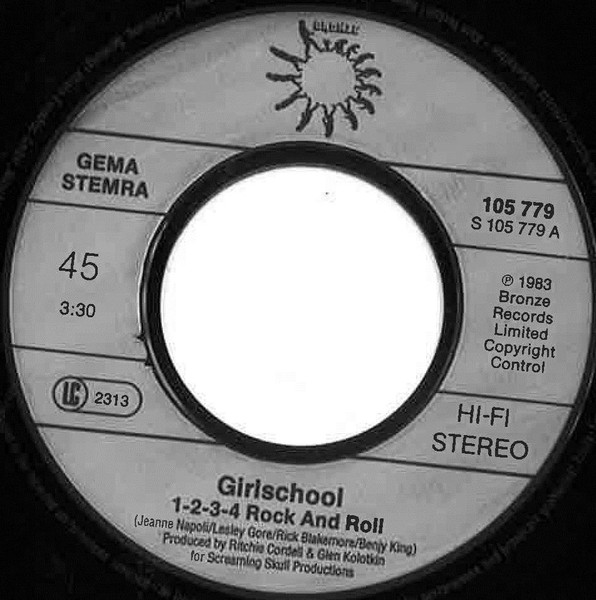 BRONZE
GEMA
STEMRA
105 779
S 105 779 A
45
3:30
℗ 1983
Bronze
Records
Limited
Copyright
Control
LC 2313
HI-FI
STEREO
Girlschool
1-2-3-4 Rock And Roll
(Jeanne Napoli/Lesley Gore/Rick Blakemore/Benjy King)
Produced by Ritchie Cordell & Glen Kolotkin
for Screaming Skull Productions